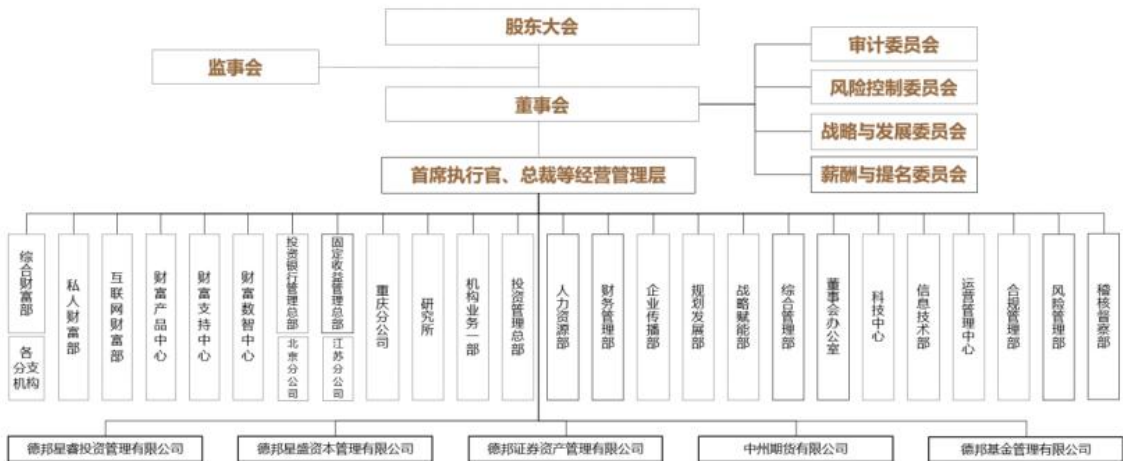 股东大会
监事会
董事会
审计委员会
风险控制委员会
战略与发展委员会
薪酬与提名委员会
首席执行官、总裁等经营管理层
综合财富部
各分支机构
私人财富部
互联网财富部
财富产品中心
财富支持中心
财富数智中心
投资银行管理总部
北京分公司
固定收益管理总部
江苏分公司
重庆分公司
研究所
机构业务一部
投资管理总部
人力资源部
财务管理部
企业传播部
规划发展部
战略赋能部
综合管理部
董事会办公室
科技中心
信息技术部
运营管理中心
合规管理部
风险管理部
稽核督察部
德邦星睿投资管理有限公司
德邦星盛资本管理有限公司
德邦证券资产管理有限公司
中州期货有限公司
德邦基金管理有限公司